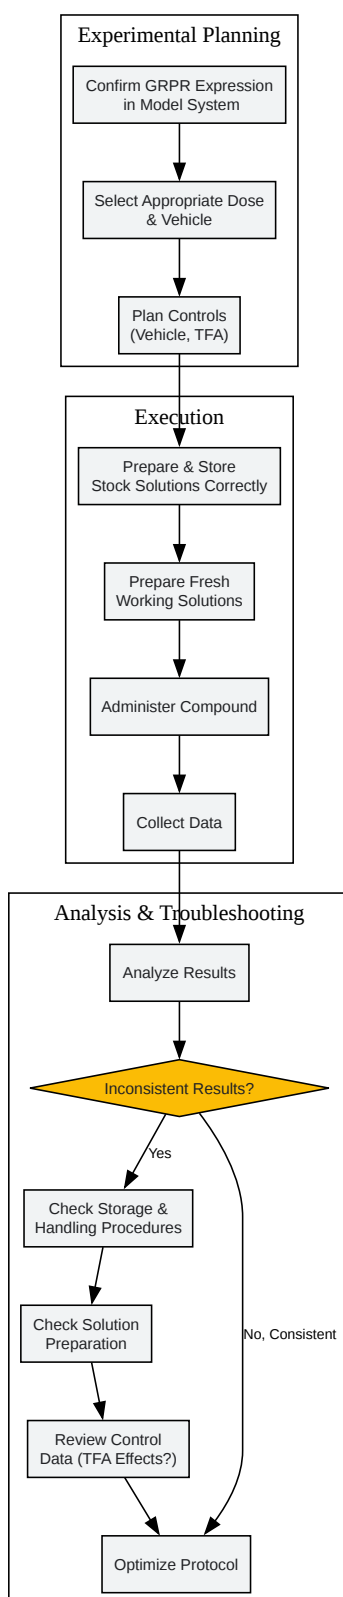 Experimental Planning
Confirm GRPR Expression
in Model System
Select Appropriate Dose
& Vehicle
Plan Controls
(Vehicle, TFA)
Execution
Prepare & Store
Stock Solutions Correctly
Prepare Fresh
Working Solutions
Administer Compound
Collect Data
Analysis & Troubleshooting
Analyze Results
Inconsistent Results?
Yes
Check Storage &
Handling Procedures
Check Solution
Preparation
No, Consistent
Review Control
Data (TFA Effects?)
Optimize Protocol